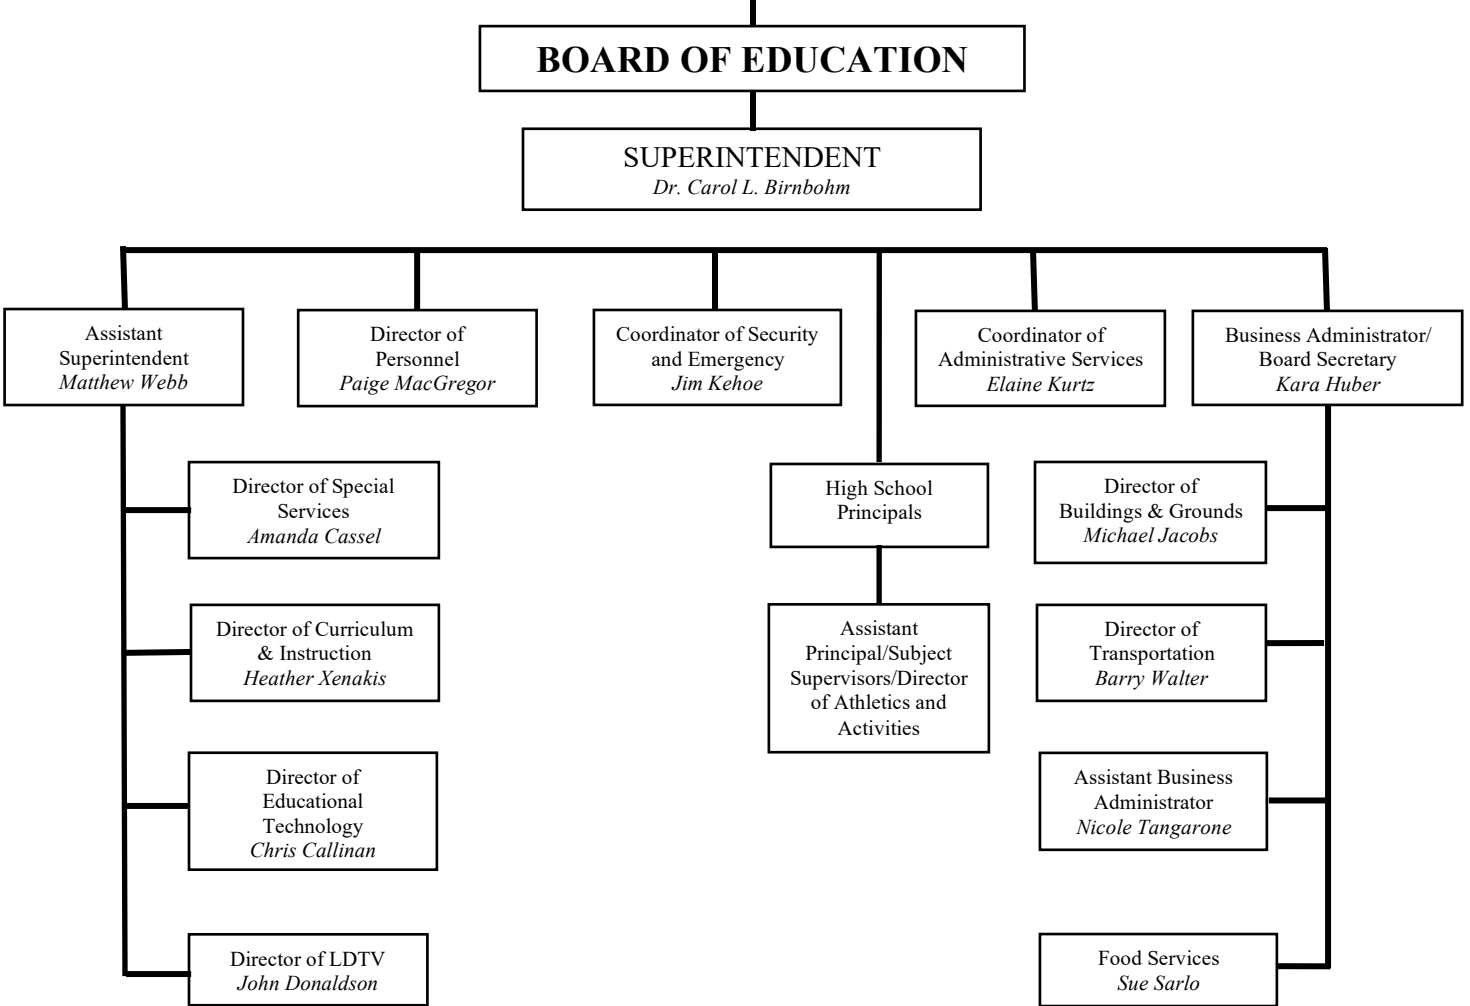 BOARD OF EDUCATION
SUPERINTENDENT
Dr. Carol L. Birnbohm
Assistant
Superintendent
Matthew Webb
Director of
Personnel
Paige MacGregor
Coordinator of Security
and Emergency
Jim Kehoe
Coordinator of
Administrative Services
Elaine Kurtz
Business Administrator/
Board Secretary
Kara Huber
Director of Special
Services
Amanda Cassel
High School
Principals
Director of
Buildings & Grounds
Michael Jacobs
Director of Curriculum
& Instruction
Heather Xenakis
Assistant
Principal/Subject
Supervisors/Director
of Athletics and
Activities
Director of
Transportation
Barry Walter
Director of
Educational
Technology
Chris Callinan
Assistant Business
Administrator
Nicole Tangarone
Director of LDTV
John Donaldson
Food Services
Sue Sarlo